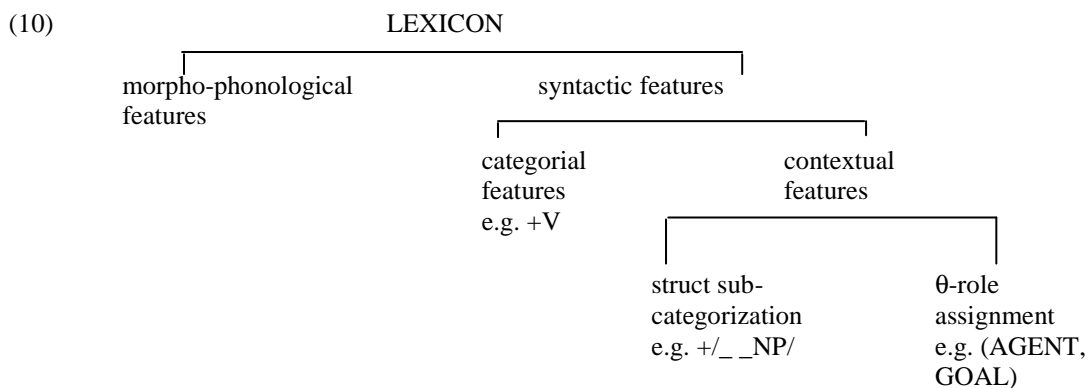 (10) LEXICON
morpho-phonological syntactic features
features
categorial contextual
features features
e.g. +V
struct sub- θ-role
categorization assignment
e.g. +/_ _NP/ e.g. (AGENT,
GOAL)